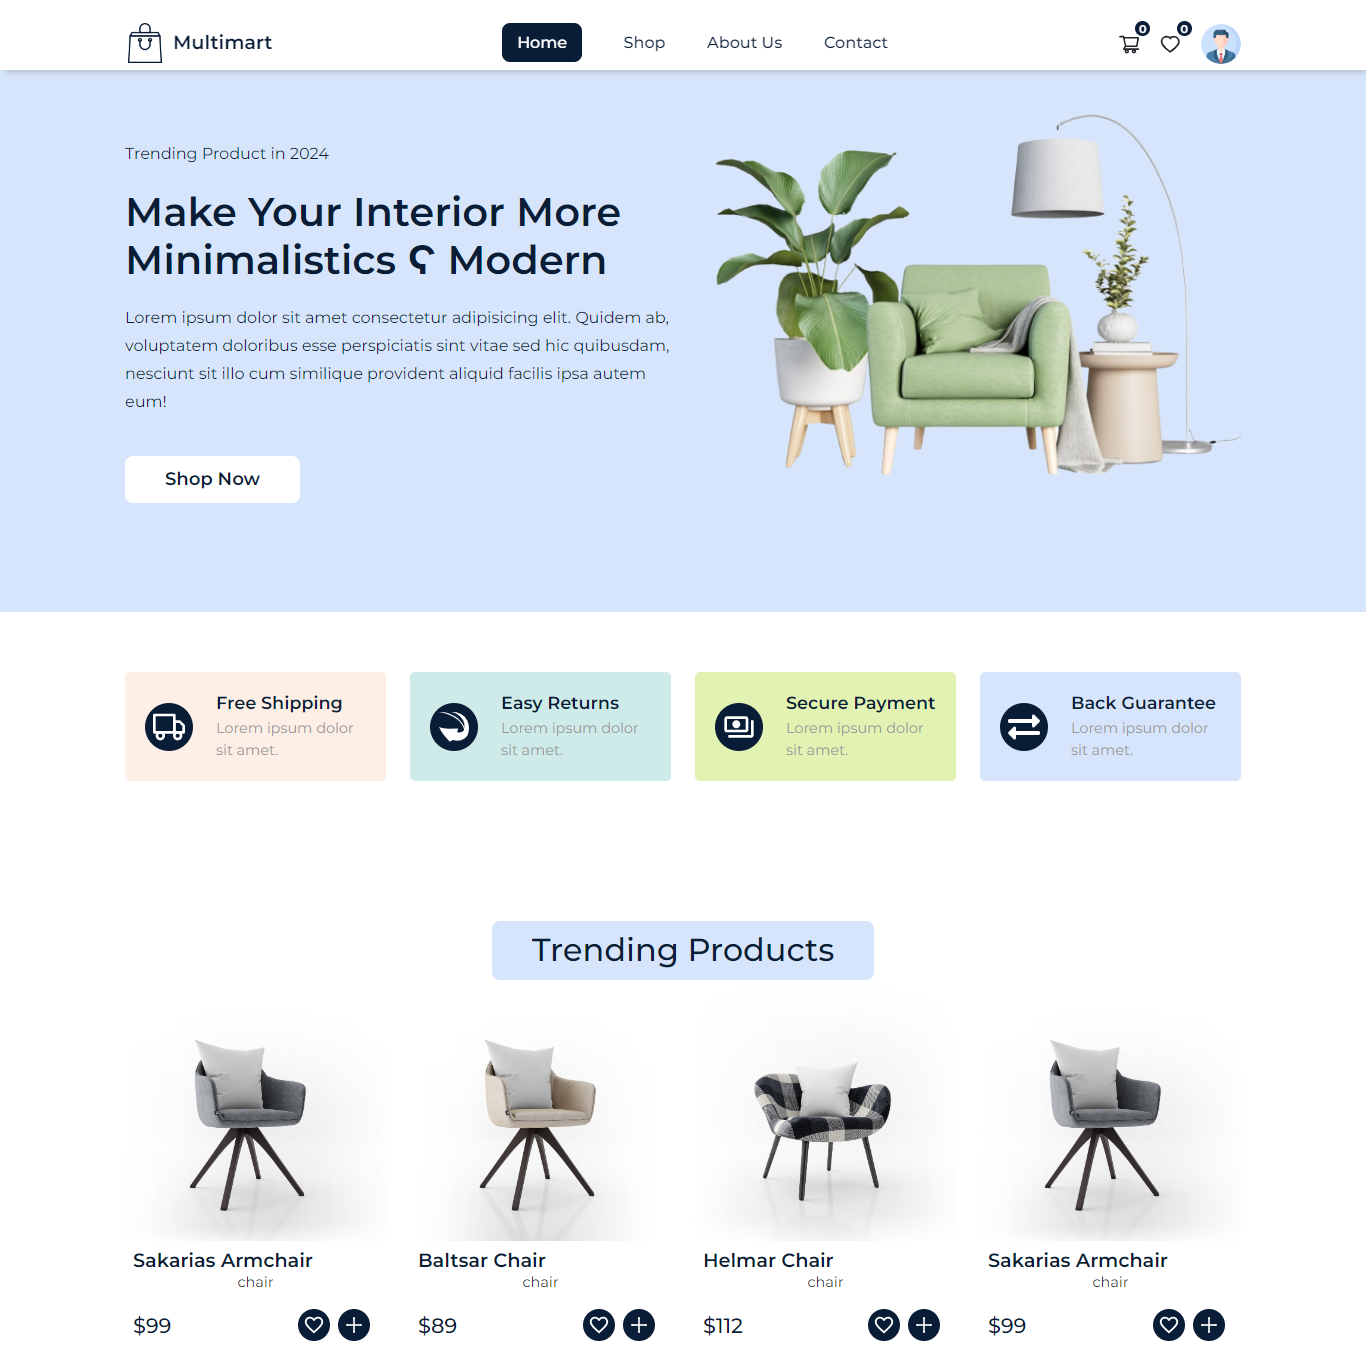 Multimart
Home
Shop
About Us
Contact
0
0
Trending Product in 2024
Make Your Interior More
Minimalistics ʕ Modern
Lorem ipsum dolor sit amet consectetur adipisicing elit. Quidem ab,
voluptatem doloribus esse perspiciatis sint vitae sed hic quibusdam,
nesciunt sit illo cum similique provident aliquid facilis ipsa autem
eum!
Shop Now
Free Shipping
Lorem ipsum dolor
sit amet.
Easy Returns
Lorem ipsum dolor
sit amet.
Secure Payment
Lorem ipsum dolor
sit amet.
Back Guarantee
Lorem ipsum dolor
sit amet.
Trending Products
Sakarias Armchair
chair
$99
Baltsar Chair
chair
$89
Helmar Chair
chair
$112
Sakarias Armchair
chair
$99